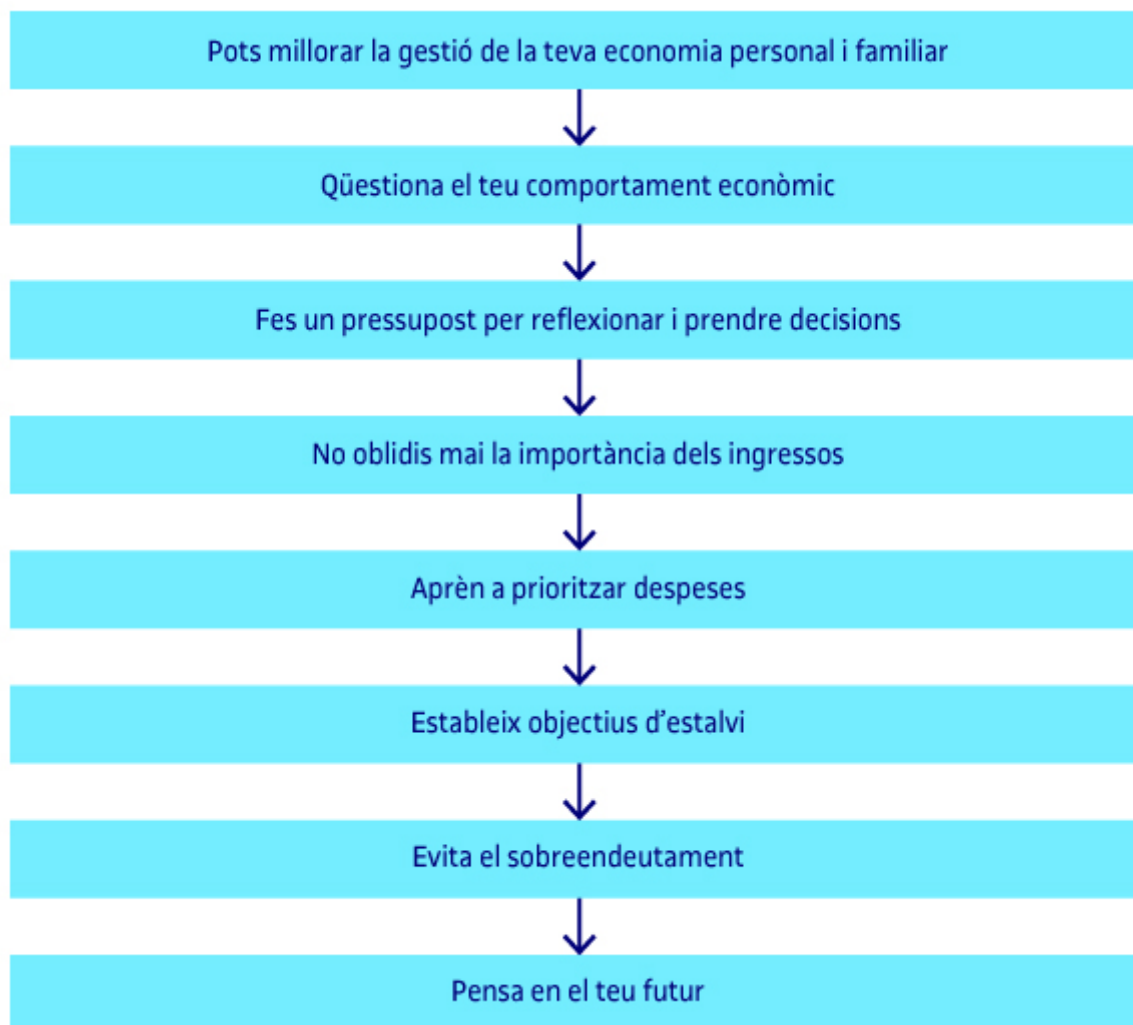 Pots millorar la gestió de la teva economia personal i familiar
Qüestiona el teu comportament econòmic
Fes un pressupost per reflexionar i prendre decisions
No oblidis mai la importància dels ingressos
Aprèn a prioritzar despeses
Estableix objectius d’estalvi
Evita el sobreendeutament
Pensa en el teu futur